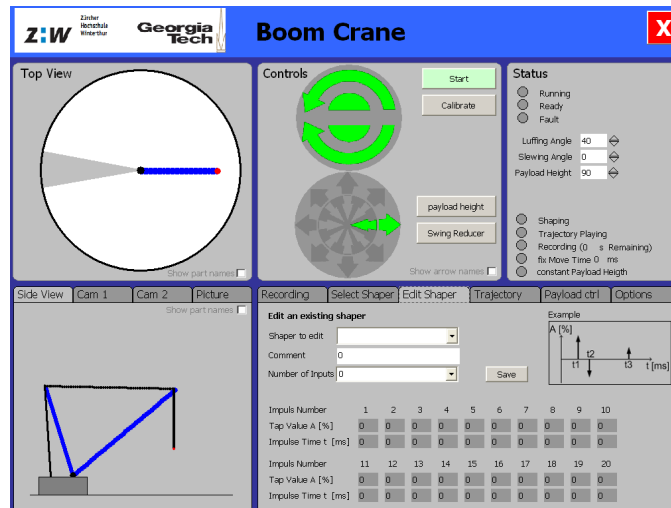 zhw
Zürcher
Hochschule
Winterthur
Georgia
Tech
Boom Crane
X
Top View
Show part names
Controls
Start
Calibrate
payload height
Swing Reducer
Show arrow names
Status
Running
Ready
Fault
Luffing Angle 40
Slewing Angle 0
Payload Height 90
Shaping
Trajectory Playing
Recording (0 s Remaining)
fix Move Time 0 ms
constant Payload Heigth
Side View Cam 1 Cam 2 Picture
Show part names
Recording Select Shaper Edit Shaper Trajectory Payload ctrl Options
Edit an existing shaper
Shaper to edit
Comment 0
Number of Inputs 0
Save
Example
A [%]
t1 t2 t3 t [ms]
Impuls Number 1 2 3 4 5 6 7 8 9 10
Tap Value A [%] 0 0 0 0 0 0 0 0 0 0
Impulse Time t [ms] 0 0 0 0 0 0 0 0 0 0
Impuls Number 11 12 13 14 15 16 17 18 19 20
Tap Value A [%] 0 0 0 0 0 0 0 0 0 0
Impulse Time t [ms] 0 0 0 0 0 0 0 0 0 0